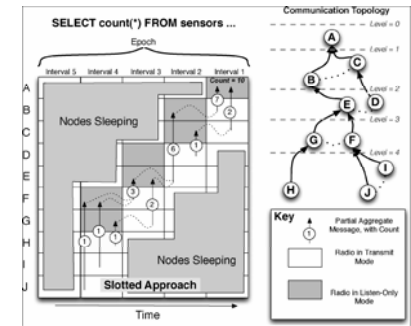 SELECT count(*) FROM sensors ...
Epoch
Interval 5 Interval 4 Interval 3 Interval 2 Interval 1
Count = 10
A
B
C
D
E
F
G
H
I
J
Nodes Sleeping
7
2
6
1
3
2
1
1
1
Nodes Sleeping
Slotted Approach
Time
Communication Topology
Level = 0
A
Level = 1
C
B
D
Level = 2
E
Level = 3
G
F
Level = 4
I
H
J
Key
1
Partial Aggregate
Message, with Count
Radio in Transmit
Mode
Radio in Listen-Only
Mode